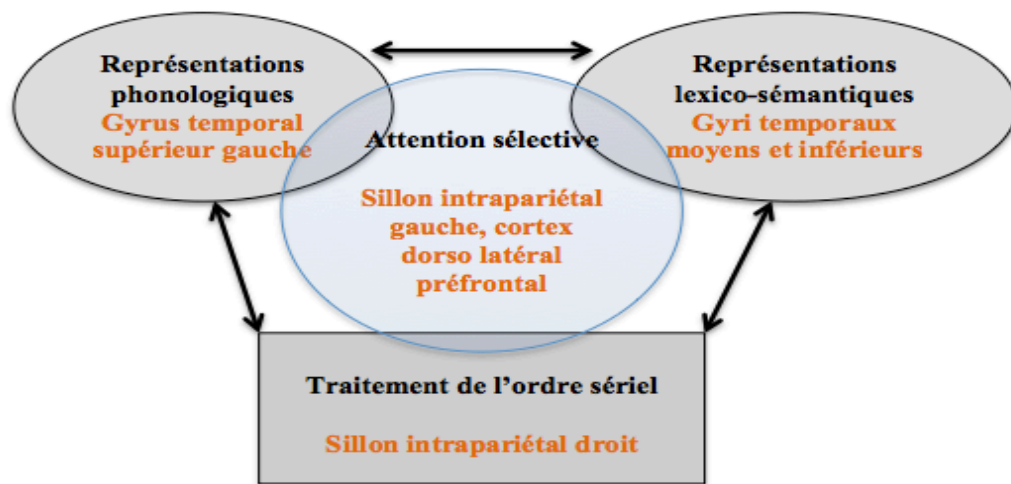 Représentations
phonologiques
Gyrus temporal
supérieur gauche
Représentations
lexico-sémantiques
Gyri temporaux
moyens et inférieurs
Attention sélective
Sillon intrapariétal
gauche, cortex
dorso latéral
préfrontal
Traitement de l'ordre sériel
Sillon intrapariétal droit